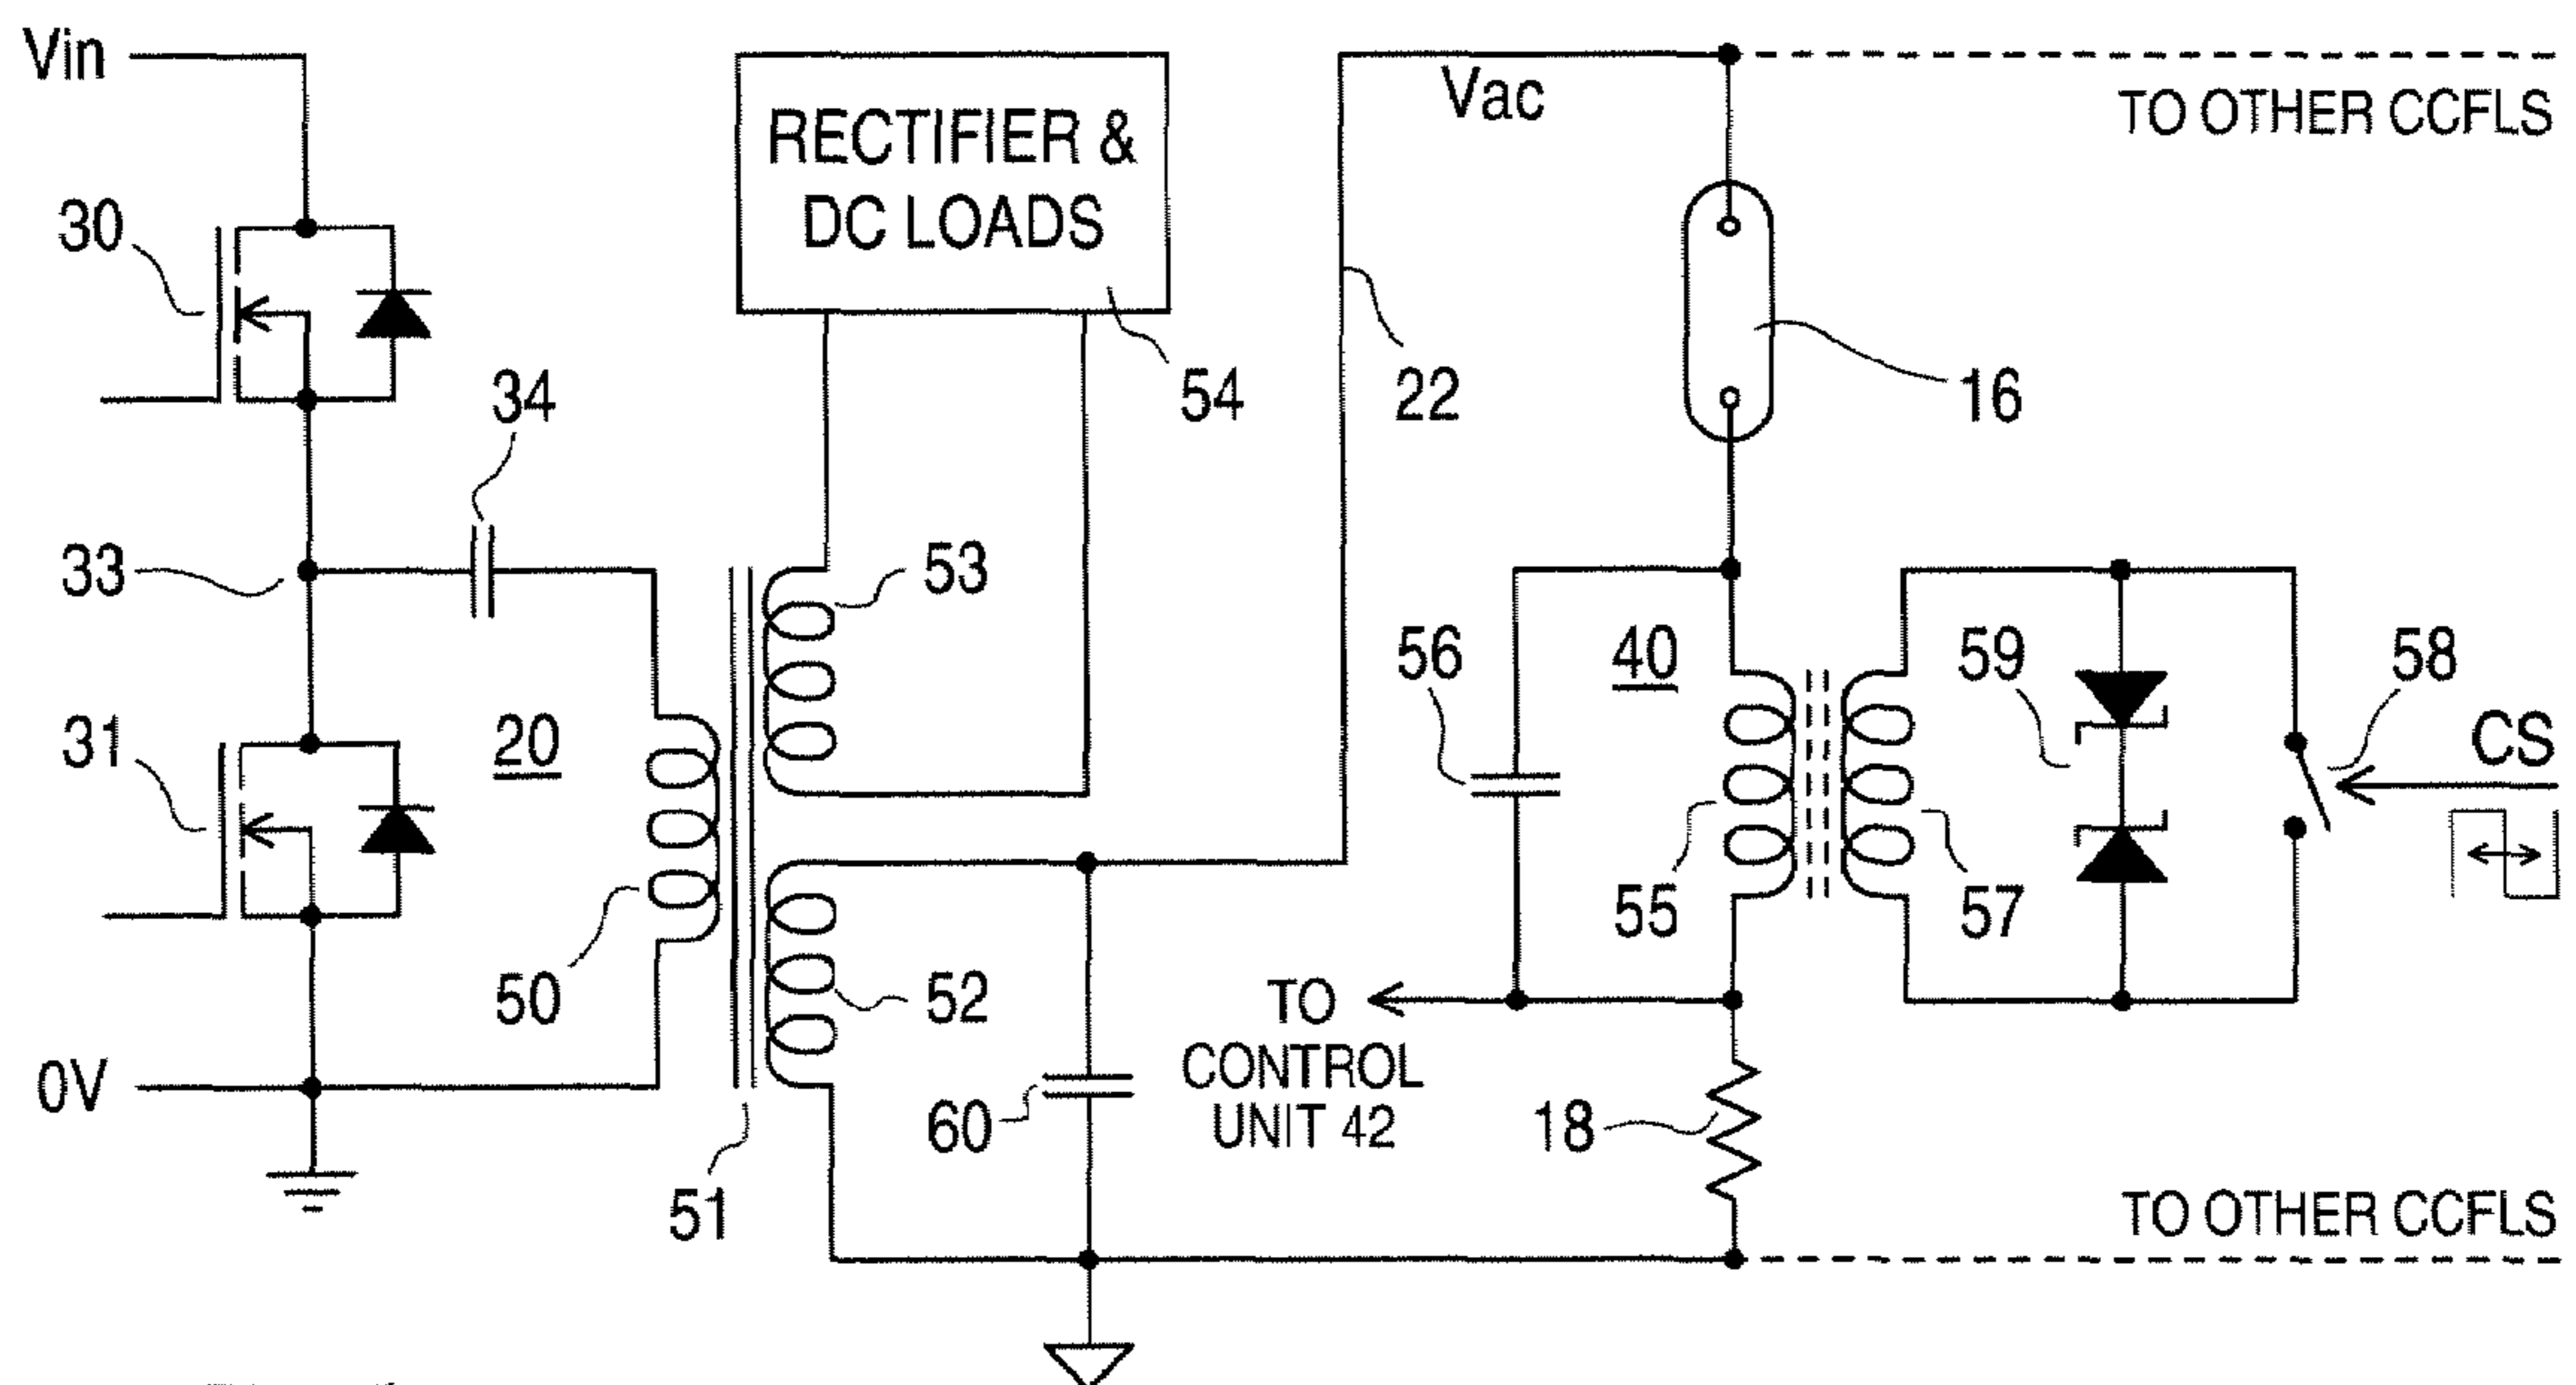 Vin
RECTIFIER &
DC LOADS
Vac
TO OTHER CCFLS
30
34
54
22
16
33
53
56
40
59
58
CS
31
20
50
52
55
57
TO
CONTROL
UNIT 42
0V
60
18
51
TO OTHER CCFLS